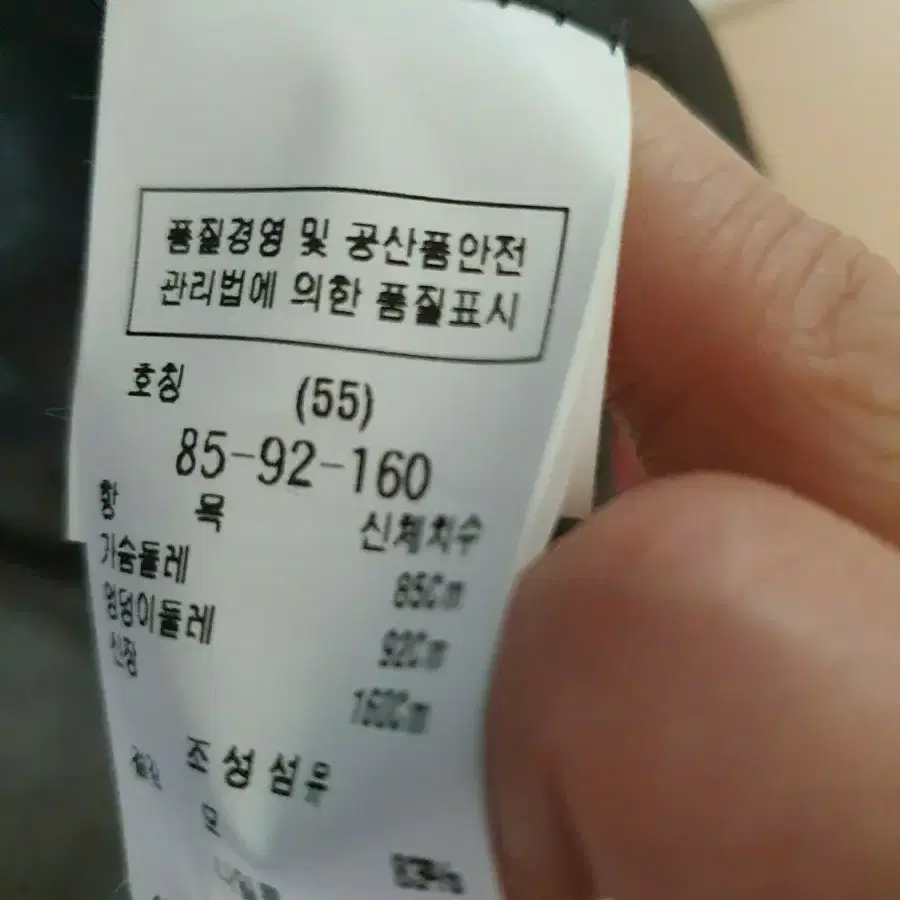 품질경영 및 공산품안전
관리법에 의한 품질표시
호칭 (55)
85-92-160
항 목 신체치수
가슴둘레 85Cm
엉덩이둘레 92Cm
신장 160Cm
조성섬유
모